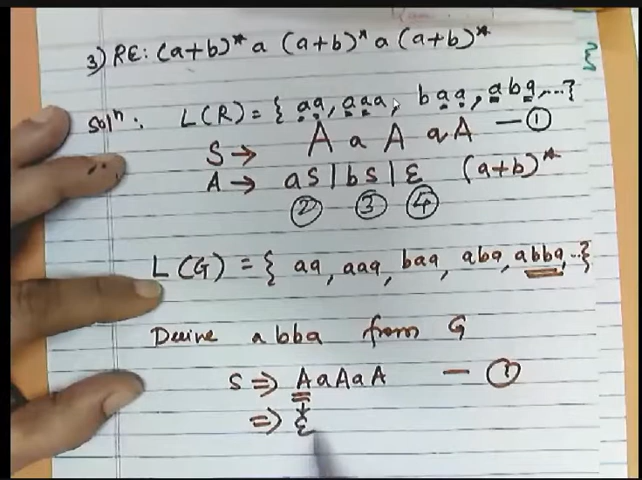 3) RE: (a+b)* a (a+b)* a (a+b)*
Solⁿ: L(R) = { aa, aaa, baa, aba, ...}
S → A a A a A — ①
A → aS | bS | ε (a+b)*
② ③ ④
L(G) = { aa, aaa, baa, aba, abba, ..}
Derive abba from G
S ⇒ AaAaA — ①
⇒ ε